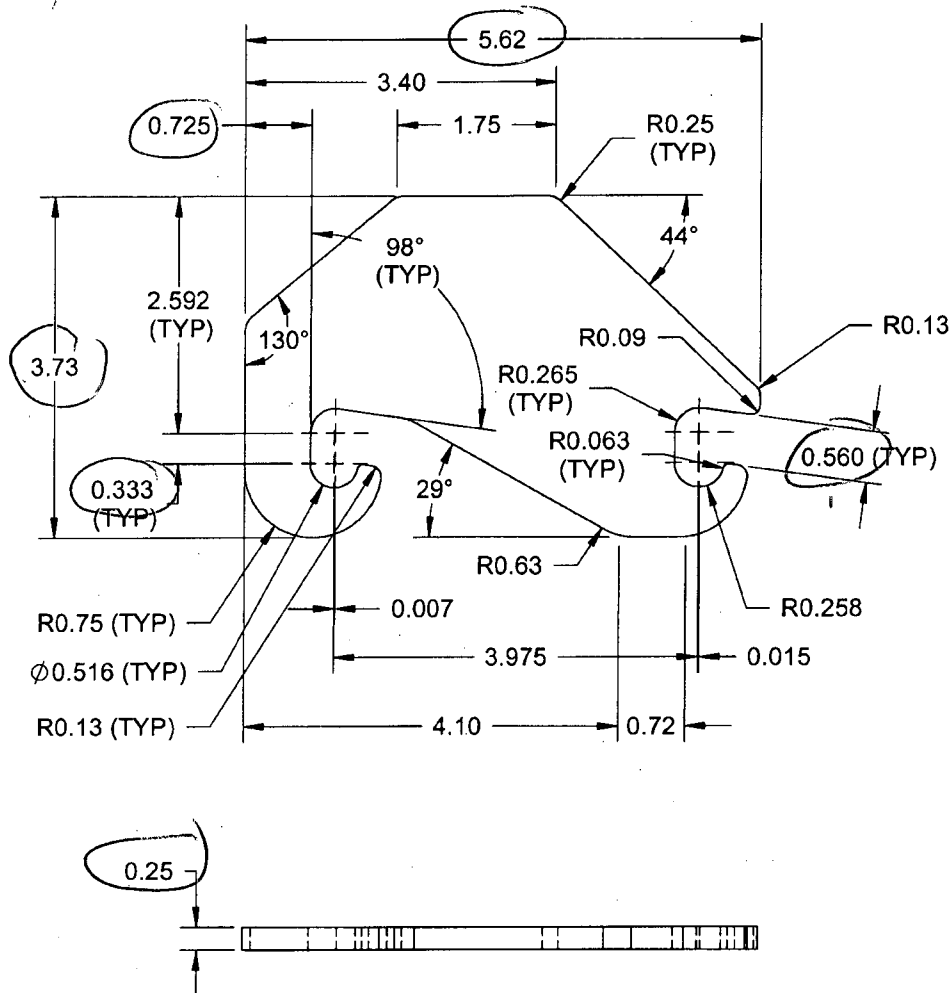 5.62
3.40
0.725
1.75
R0.25
(TYP)
98°
(TYP)
44°
2.592
(TYP)
130°
R0.13
R0.09
3.73
R0.265
(TYP)
R0.063
(TYP)
0.560 (TYP)
0.333
(TYP)
29°
R0.63
R0.75 (TYP)
0.007
R0.258
Ø0.516 (TYP)
3.975
0.015
R0.13 (TYP)
4.10
0.72
0.25